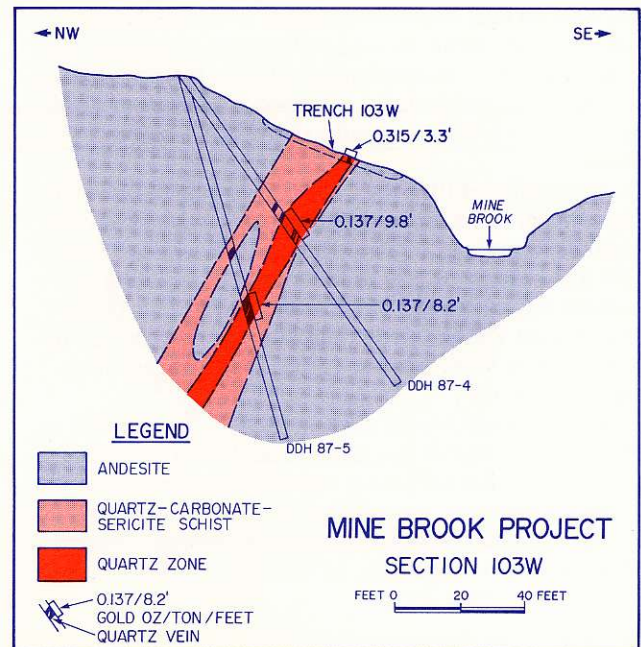 NW
SE
TRENCH 103W
0.315/3.3'
MINE
BROOK
0.137/9.8'
0.137/8.2'
DDH 87-4
DDH 87-5
LEGEND
ANDESITE
QUARTZ-CARBONATE-
SERICITE SCHIST
QUARTZ ZONE
0.137/8.2'
GOLD OZ/TON/FEET
QUARTZ VEIN
MINE BROOK PROJECT
SECTION 103W
FEET 0 20 40 FEET